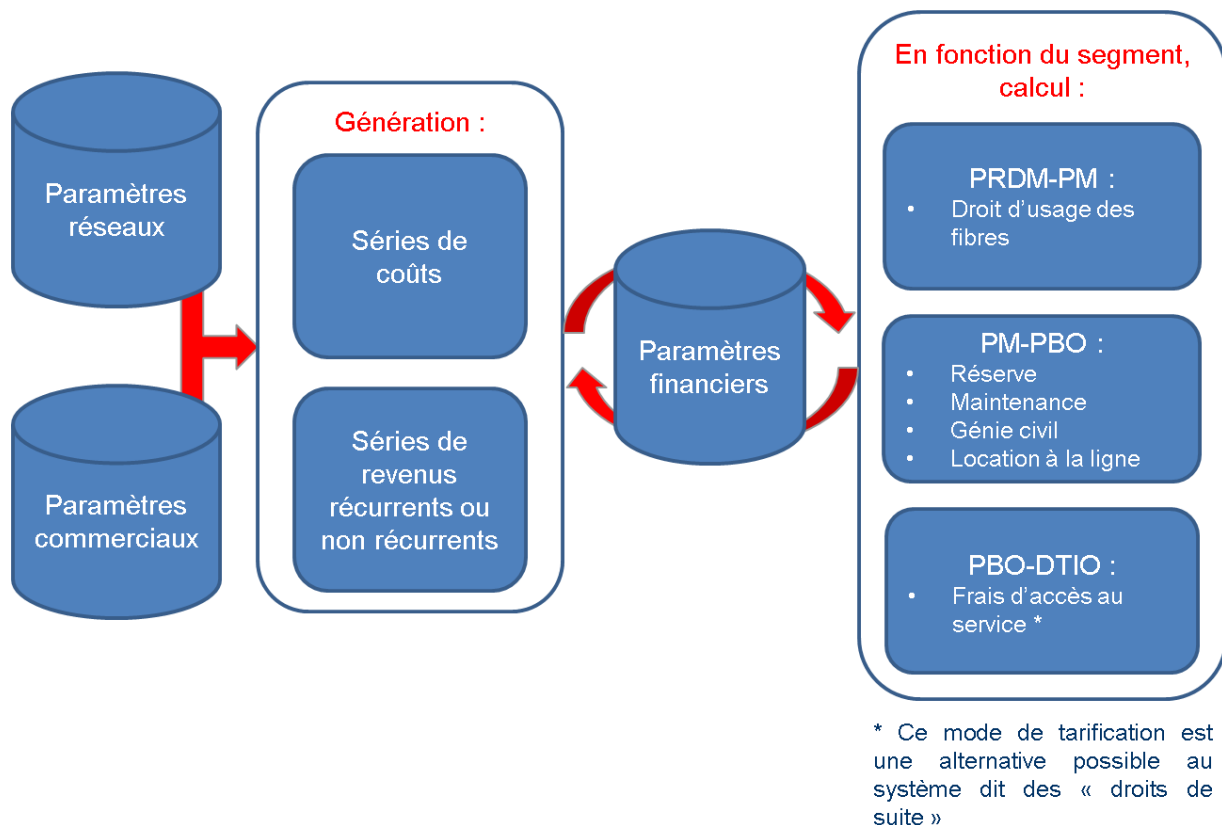 Paramètres
réseaux
Paramètres
commerciaux
Génération :
Séries de
coûts
Séries de
revenus
récurrents ou
non récurrents
Paramètres
financiers
En fonction du segment,
calcul :
PRDM-PM :
• Droit d’usage des
fibres
PM-PBO :
• Réserve
• Maintenance
• Génie civil
• Location à la ligne
PBO-DTIO :
• Frais d’accès au
service *
* Ce mode de tarification est
une alternative possible au
système dit des « droits de
suite »